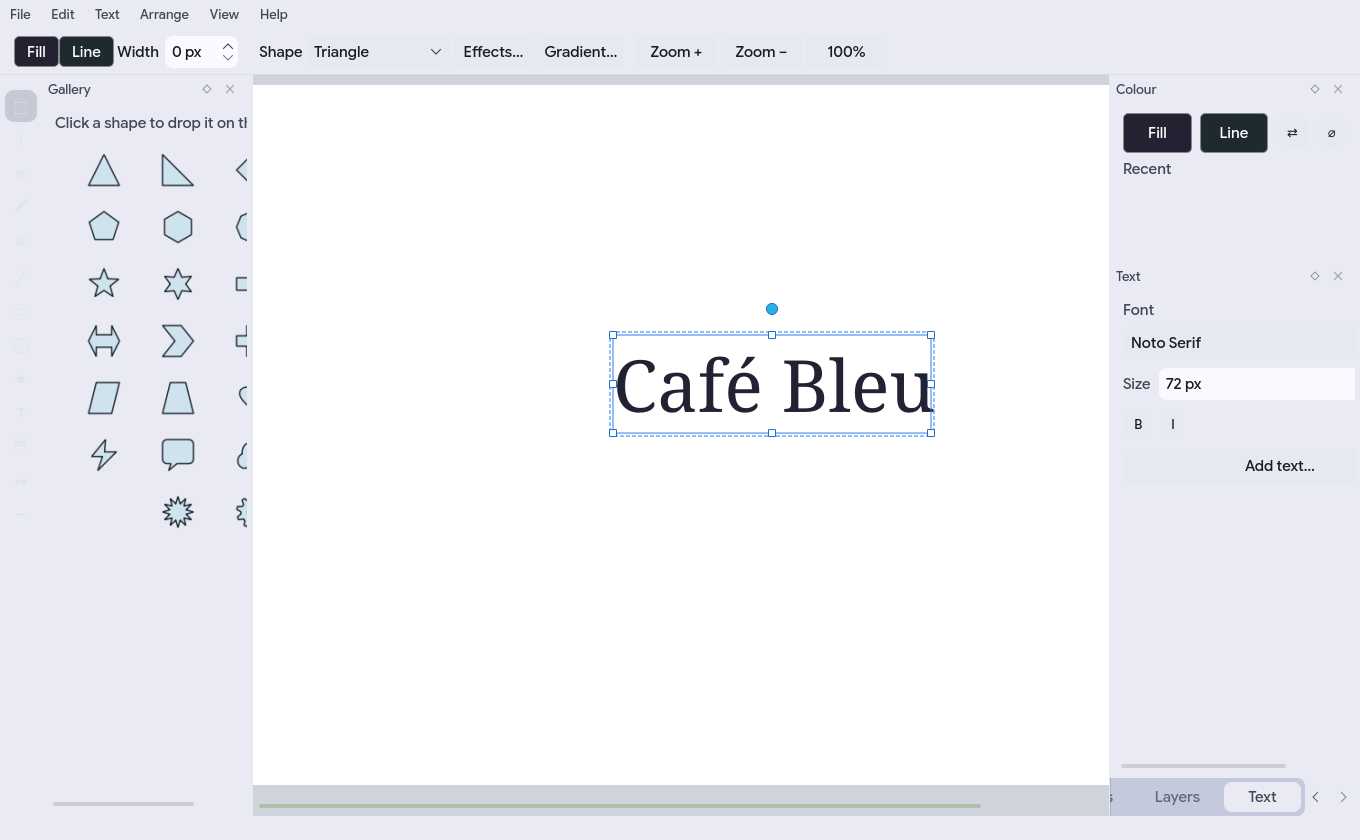 File Edit Text Arrange View Help
Fill Line Width 0 px Shape Triangle Effects... Gradient... Zoom + Zoom − 100%
Gallery
Click a shape to drop it on th
Café Bleu
Colour
Fill Line
Recent
Text
Font
Noto Serif
Size 72 px
B I
Add text...
s Layers Text